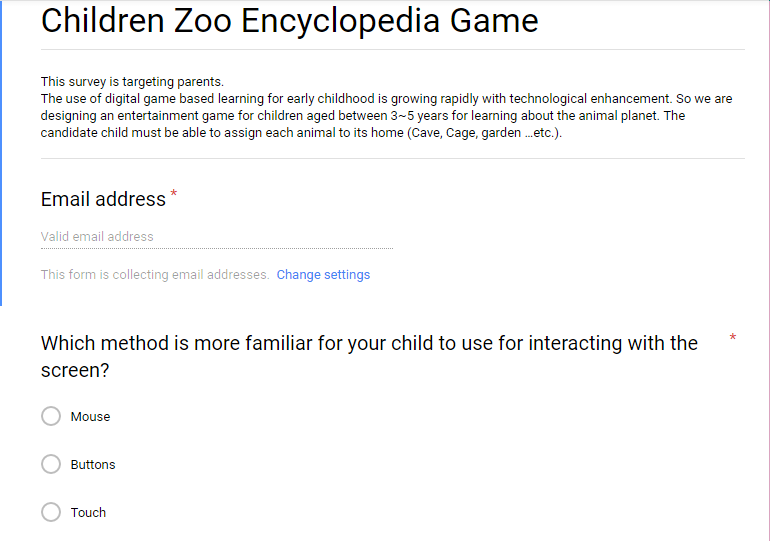 Children Zoo Encyclopedia Game
This survey is targeting parents.
The use of digital game based learning for early childhood is growing rapidly with technological enhancement. So we are
designing an entertainment game for children aged between 3~5 years for learning about the animal planet. The
candidate child must be able to assign each animal to its home (Cave, Cage, garden ...etc.).
Email address *
Valid email address
This form is collecting email addresses. Change settings
Which method is more familiar for your child to use for interacting with the *
screen?
Mouse
Buttons
Touch